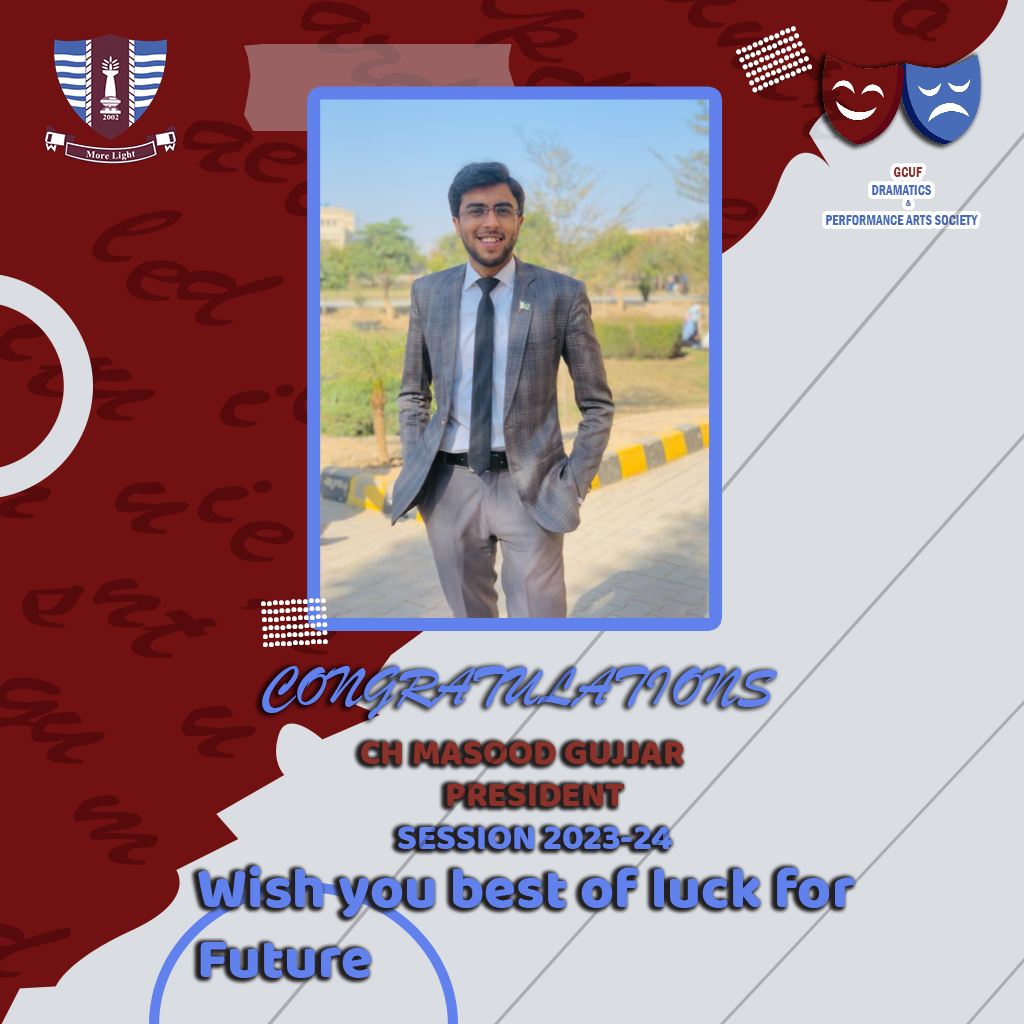 2002
More Light
GCUF
DRAMATICS
&
PERFORMANCE ARTS SOCIETY
CONGRATULATIONS
CH MASOOD GUJJAR
PRESIDENT
SESSION 2023-24
Wish you best of luck for
Future